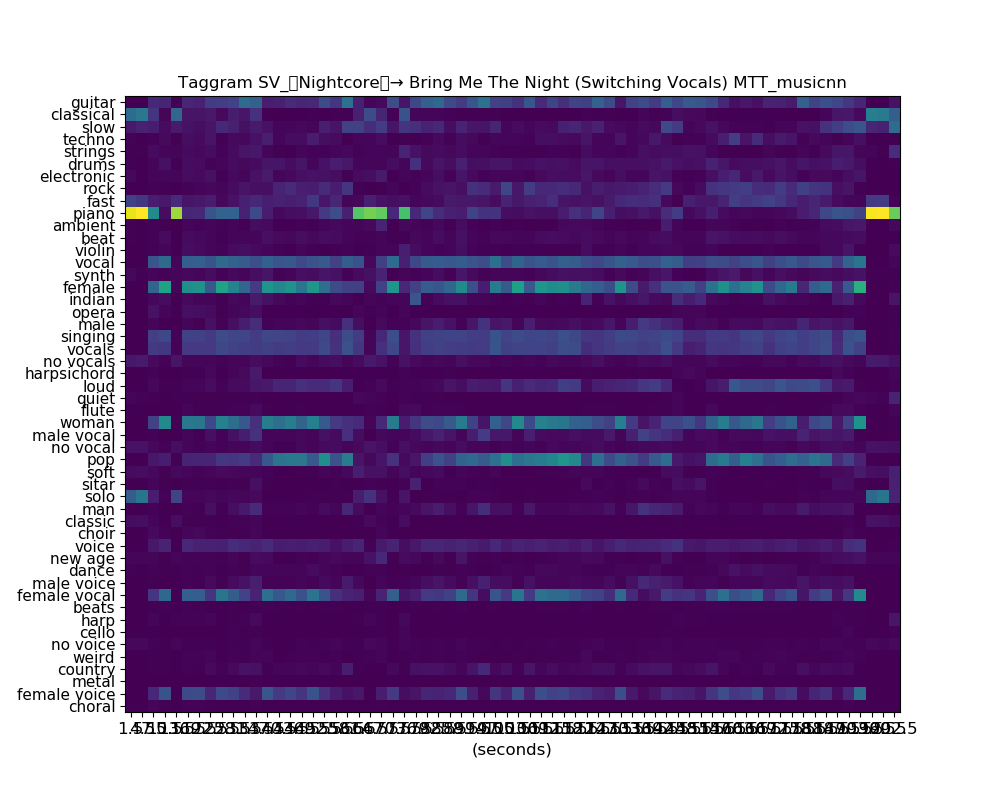 Taggram SV_▯Nightcore▯→ Bring Me The Night (Switching Vocals) MTT_musicnn
guitar
classical
slow
techno
strings
drums
electronic
rock
fast
piano
ambient
beat
violin
vocal
synth
female
indian
opera
male
singing
vocals
no vocals
harpsichord
loud
quiet
flute
woman
male vocal
no vocal
pop
soft
sitar
solo
man
classic
choir
voice
new age
dance
male voice
female vocal
beats
harp
cello
no voice
weird
country
metal
female voice
choral
(seconds)